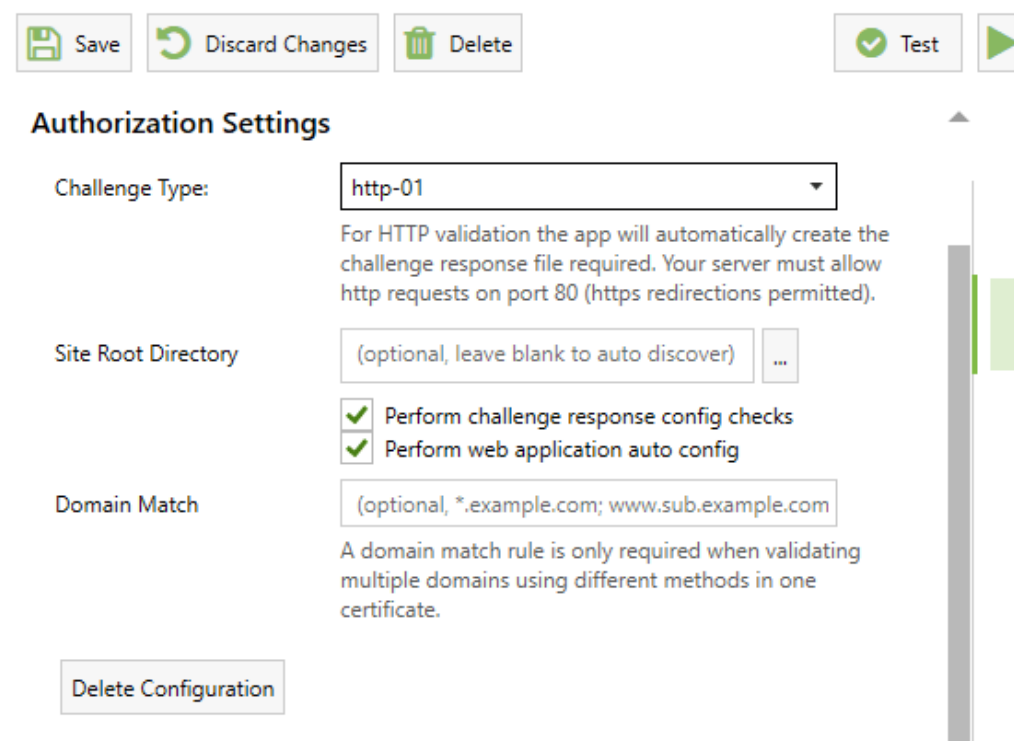 Save Discard Changes Delete Test
Authorization Settings
Challenge Type: http-01
For HTTP validation the app will automatically create the
challenge response file required. Your server must allow
http requests on port 80 (https redirections permitted).
Site Root Directory (optional, leave blank to auto discover) ...
Perform challenge response config checks
Perform web application auto config
Domain Match (optional, *.example.com; www.sub.example.com
A domain match rule is only required when validating
multiple domains using different methods in one
certificate.
Delete Configuration